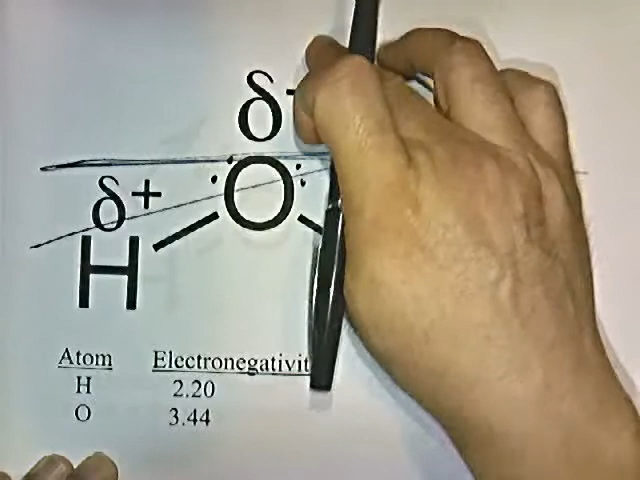 δ-
δ+
O
H
Atom Electronegativit
H 2.20
O 3.44